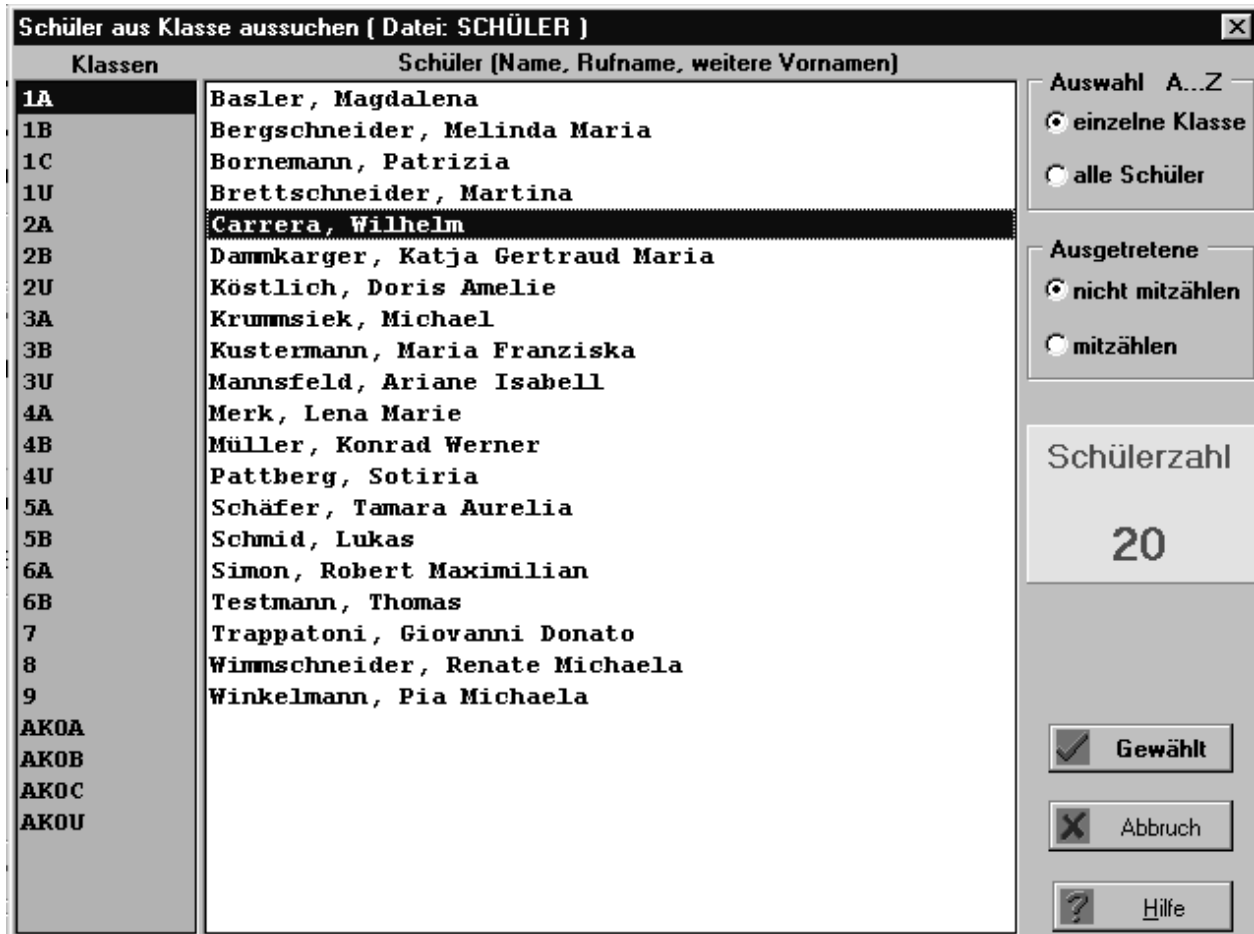 Schüler aus Klasse aussuchen ( Datei: SCHÜLER )
Klassen
1A
1B
1C
1U
2A
2B
2U
3A
3B
3U
4A
4B
4U
5A
5B
6A
6B
7
8
9
AK0A
AK0B
AK0C
AK0U
Schüler (Name, Rufname, weitere Vornamen)
Basler, Magdalena
Bergschneider, Melinda Maria
Bornemann, Patrizia
Brettschneider, Martina
Carrera, Wilhelm
Dammkarger, Katja Gertraud Maria
Köstlich, Doris Amelie
Krummsiek, Michael
Kustermann, Maria Franziska
Mannsfeld, Ariane Isabell
Merk, Lena Marie
Müller, Konrad Werner
Pattberg, Sotiria
Schäfer, Tamara Aurelia
Schmid, Lukas
Simon, Robert Maximilian
Testmann, Thomas
Trappatoni, Giovanni Donato
Wimmschneider, Renate Michaela
Winkelmann, Pia Michaela
Auswahl A...Z
einzelne Klasse
alle Schüler
Ausgetretene
nicht mitzählen
mitzählen
Schülerzahl
20
Gewählt
Abbruch
Hilfe